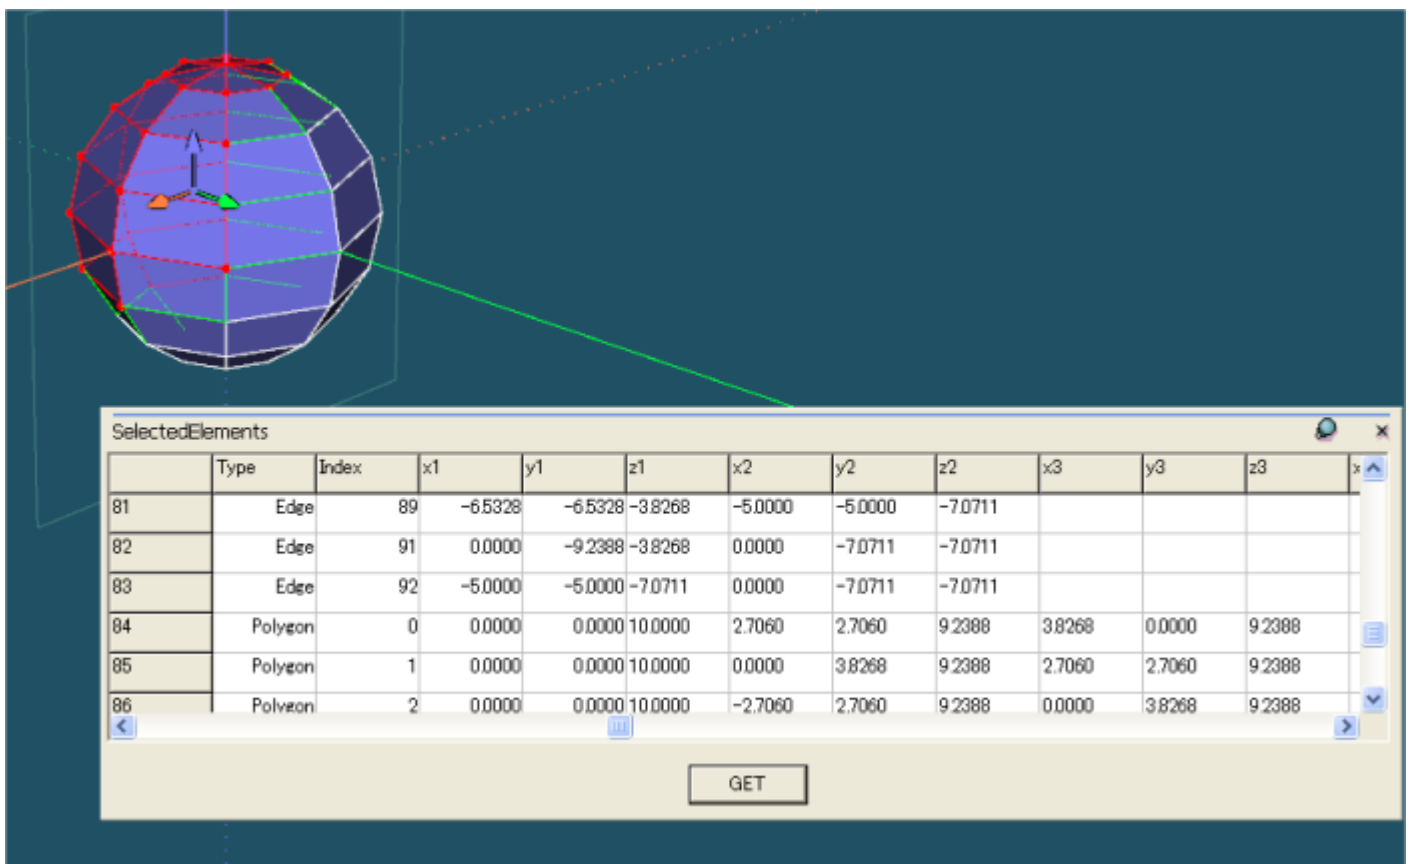 SelectedElements
Type Index x1 y1 z1 x2 y2 z2 x3 y3 z3 x
81 Edge 89 -6.5328 -6.5328 -3.8268 -5.0000 -5.0000 -7.0711
82 Edge 91 0.0000 -9.2388 -3.8268 0.0000 -7.0711 -7.0711
83 Edge 92 -5.0000 -5.0000 -7.0711 0.0000 -7.0711 -7.0711
84 Polygon 0 0.0000 0.0000 10.0000 2.7060 2.7060 9.2388 3.8268 0.0000 9.2388
85 Polygon 1 0.0000 0.0000 10.0000 0.0000 3.8268 9.2388 2.7060 2.7060 9.2388
86 Polygon 2 0.0000 0.0000 10.0000 -2.7060 2.7060 9.2388 0.0000 3.8268 9.2388
GET